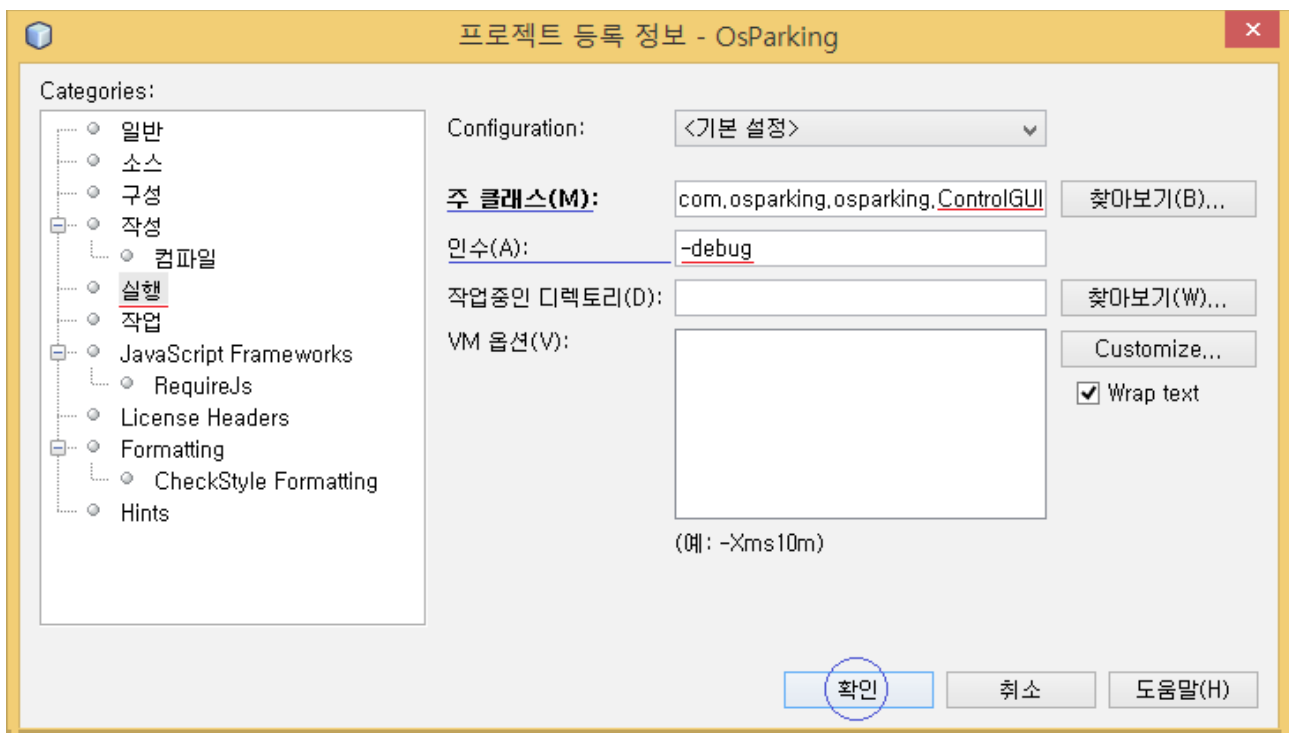 프로젝트 등록 정보 - OsParking
Categories:
일반
소스
구성
작성
컴파일
실행
작업
JavaScript Frameworks
RequireJs
License Headers
Formatting
CheckStyle Formatting
Hints
Configuration: <기본 설정>
주 클래스(M): com.osparking.osparking.ControlGUI 찾아보기(B)...
인수(A): -debug
작업중인 디렉토리(D): 찾아보기(W)...
VM 옵션(V): Customize...
Wrap text
(예: -Xms10m)
확인 취소 도움말(H)